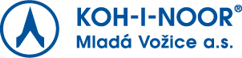 KOH-I-NOOR®
Mladá Vožice a.s.